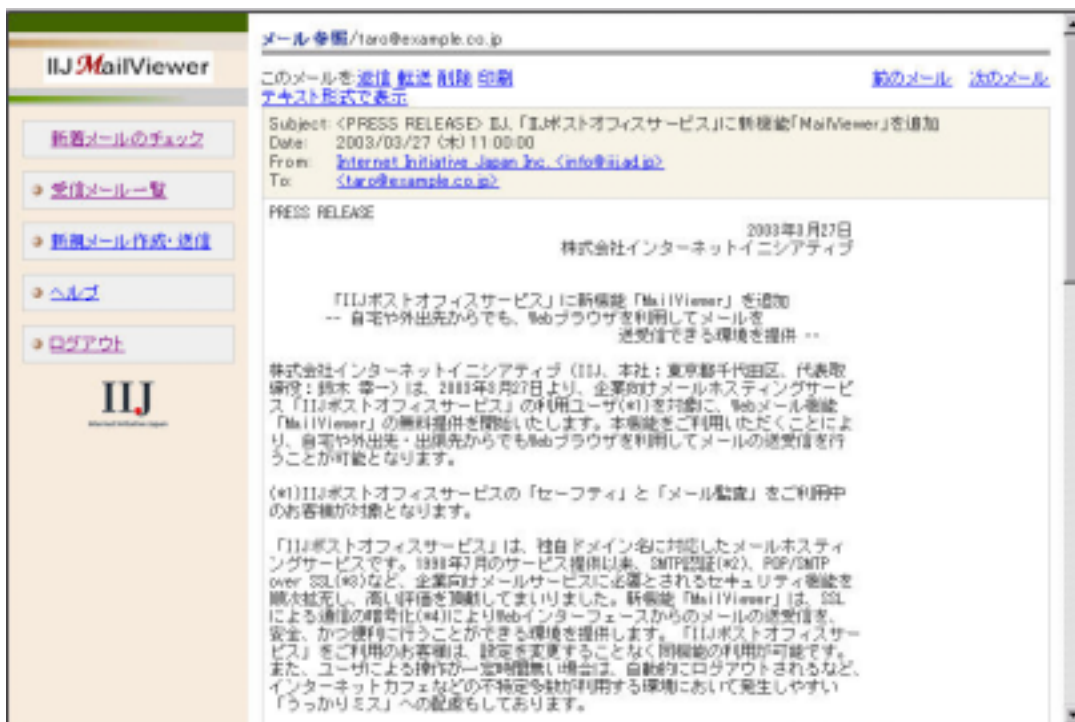 IIJ MailViewer
新着メールのチェック
受信メール一覧
新規メール作成・送信
ヘルプ
ログアウト
IIJ
Internet Initiative Japan
メール参照/taro@example.co.jp
このメールを 返信 転送 削除 印刷
前のメール 次のメール
テキスト形式で表示
Subject: <PRESS RELEASE> IIJ、「IIJポストオフィスサービス」に新機能「MailViewer」を追加
Date: 2003/03/27 (木) 11:00:00
From: Internet Initiative Japan Inc. <info@iij.ad.jp>
To: <taro@example.co.jp>
PRESS RELEASE
2003年3月27日
株式会社インターネットイニシアティブ
「IIJポストオフィスサービス」に新機能「MailViewer」を追加
-- 自宅や外出先からでも、Webブラウザを利用してメールを
送受信できる環境を提供 --
株式会社インターネットイニシアティブ（IIJ、本社：東京都千代田区、代表取
締役：鈴木 幸一）は、2003年3月27日より、企業向けメールホスティングサービ
ス「IIJポストオフィスサービス」の利用ユーザ(*1)を対象に、Webメール機能
「MailViewer」の無料提供を開始いたします。本機能をご利用いただくことによ
り、自宅や外出先・出張先からでもWebブラウザを利用してメールの送受信を行
うことが可能となります。
(*1)IIJポストオフィスサービスの「セーフティ」と「メール監査」をご利用中
のお客様が対象となります。
「IIJポストオフィスサービス」は、独自ドメイン名に対応したメールホスティ
ングサービスです。1998年7月のサービス提供以来、SMTP認証(*2)、POP/SMTP
over SSL(*3)など、企業向けメールサービスに必要とされるセキュリティ機能を
順次拡充し、高い評価を頂戴してまいりました。新機能「MailViewer」は、SSL
による通信の暗号化(*4)によりWebインターフェースからのメールの送受信を、
安全、かつ便利に行うことができる環境を提供します。「IIJポストオフィスサー
ビス」をご利用のお客様は、設定を変更することなく同機能の利用が可能です。
また、ユーザによる操作が一定時間無い場合は、自動的にログアウトされるなど、
インターネットカフェなどの不特定多数が利用する環境において発生しやすい
「うっかりミス」への配慮もしております。